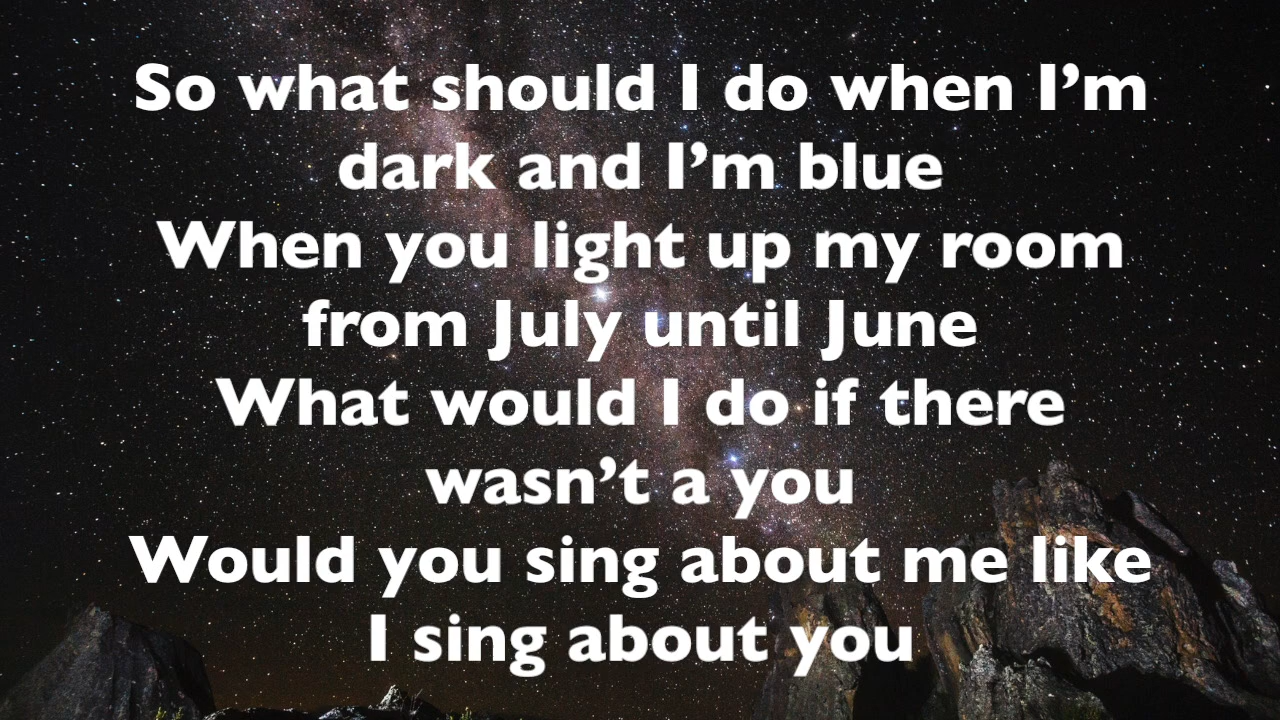 So what should I do when I’m
dark and I’m blue
When you light up my room
from July until June
What would I do if there
wasn’t a you
Would you sing about me like
I sing about you